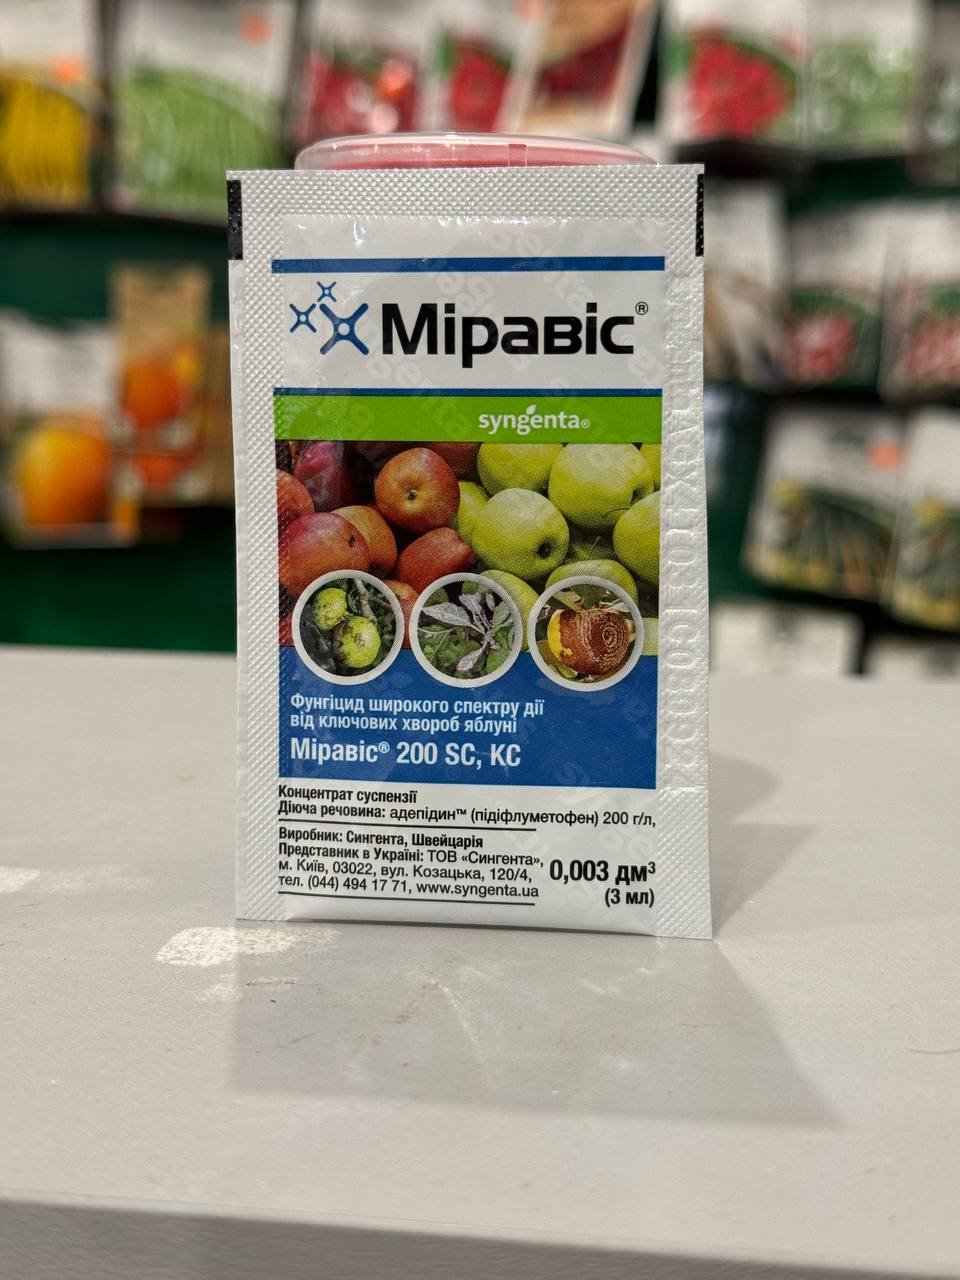 Міравіс®
syngenta®
Фунгіцид широкого спектру дії
від ключових хвороб яблуні
Міравіс® 200 SC, КС
Концентрат суспензії
Діюча речовина: адепідин™ (підіфлуметофен) 200 г/л,
Виробник: Сингента, Швейцарія
Представник в Україні: ТОВ «Сингента»,
м. Київ, 03022, вул. Козацька, 120/4,
тел. (044) 494 17 71, www.syngenta.ua
0,003 дм³
(3 мл)